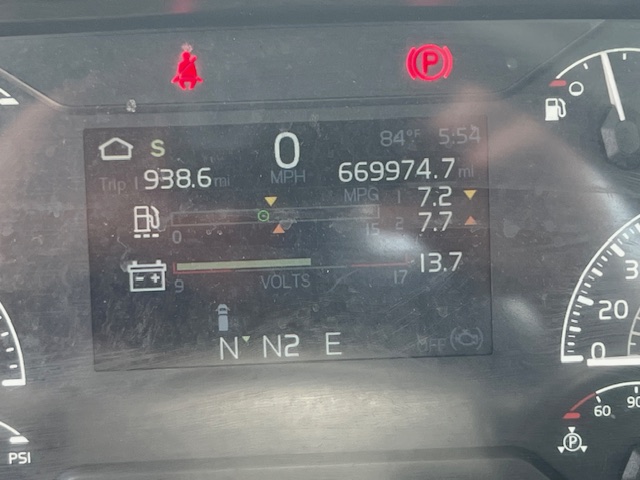 P
S 0 84°F 5:54
Trip 1 938.6 mi MPH 669974.7 mi
MPG 1 7.2
0 15 2 7.7
13.7
9 VOLTS 17
N N2 E OFF
PSI
3
20
0
60 90
P